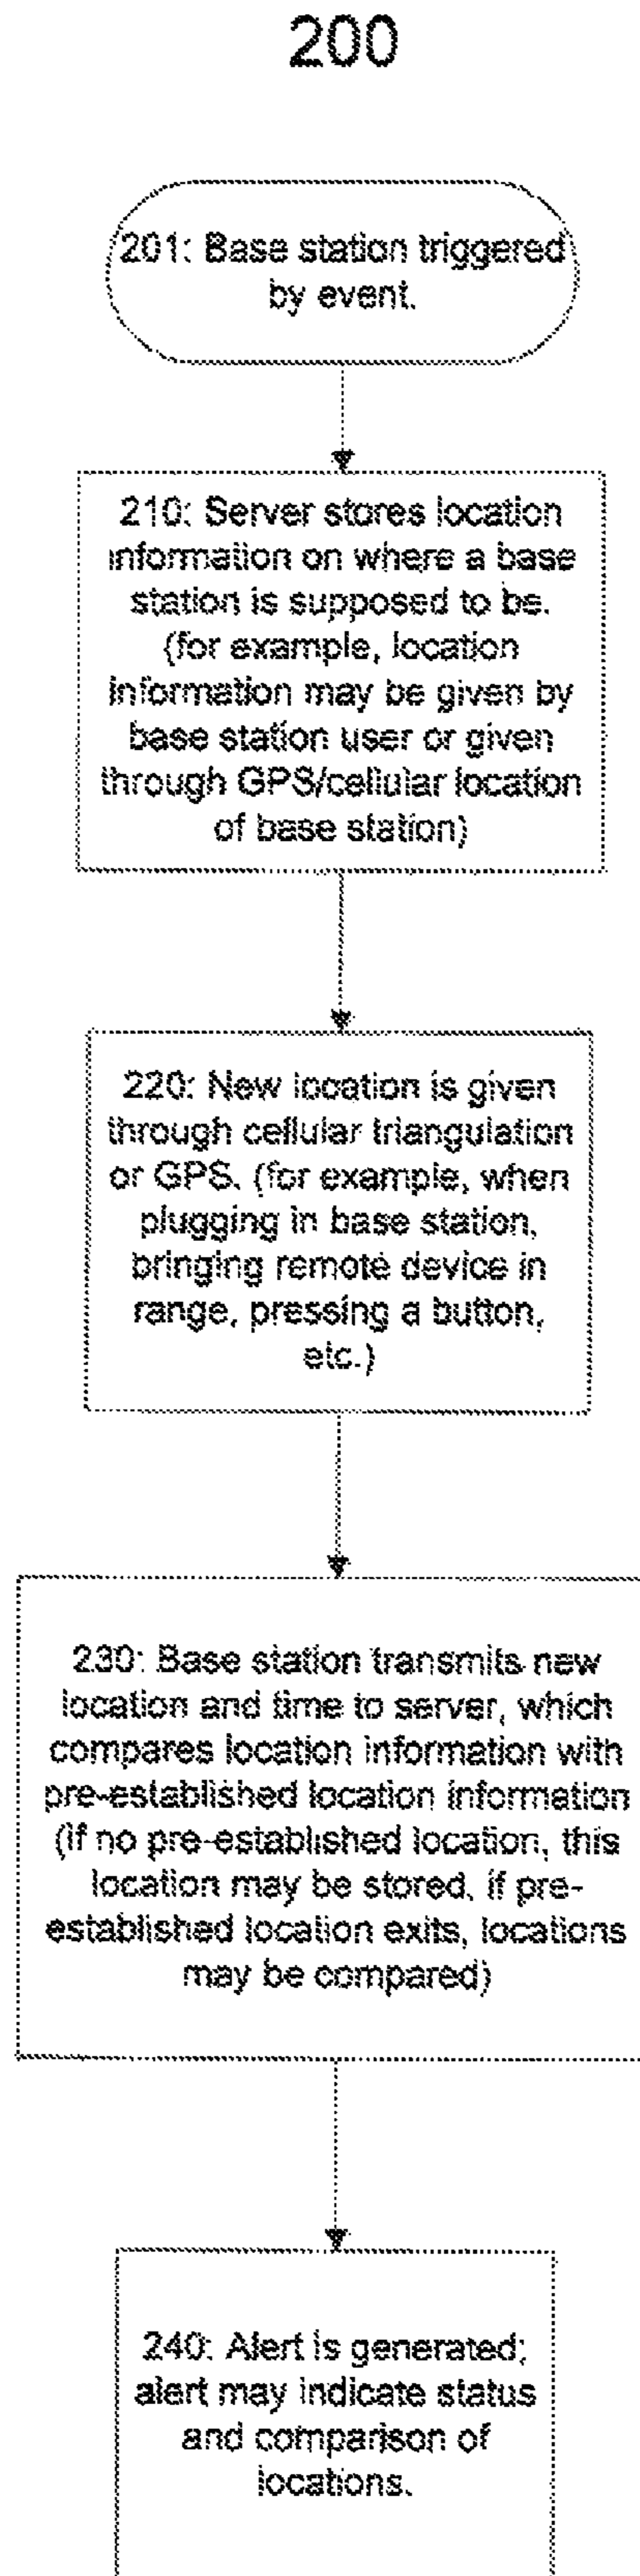 200
201: Base station triggered
by event.
210: Server stores location
information on where a base
station is supposed to be.
(for example, location
information may be given by
base station user or given
through GPS/cellular location
of base station)
220: New location is given
through cellular triangulation
or GPS. (for example, when
plugging in base station,
bringing remote device in
range, pressing a button,
etc.)
230: Base station transmits new
location and time to server, which
compares location information with
pre-established location information
(if no pre-established location, this
location may be stored, if pre-
established location exits, locations
may be compared)
240: Alert is generated;
alert may indicate status
and comparison of
locations.